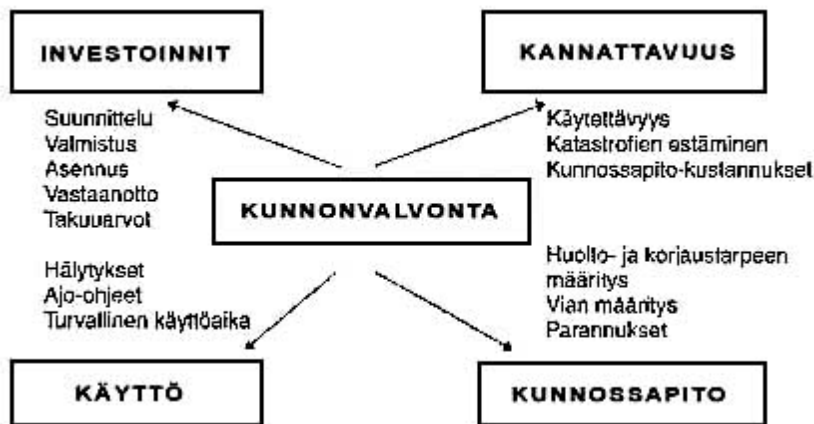 INVESTOINNIT
Suunnittelu
Valmistus
Asennus
Vastaanotto
Takuuarvot
KANNATTAVUUS
Käytettävyys
Katastrofien estäminen
Kunnossapito-kustannukset
KUNNONVALVONTA
Hälytykset
Ajo-ohjeet
Turvallinen käyttöaika
KÄYTTÖ
Huolto- ja korjaustarpeen
määritys
Vian määritys
Parannukset
KUNNOSSAPITO